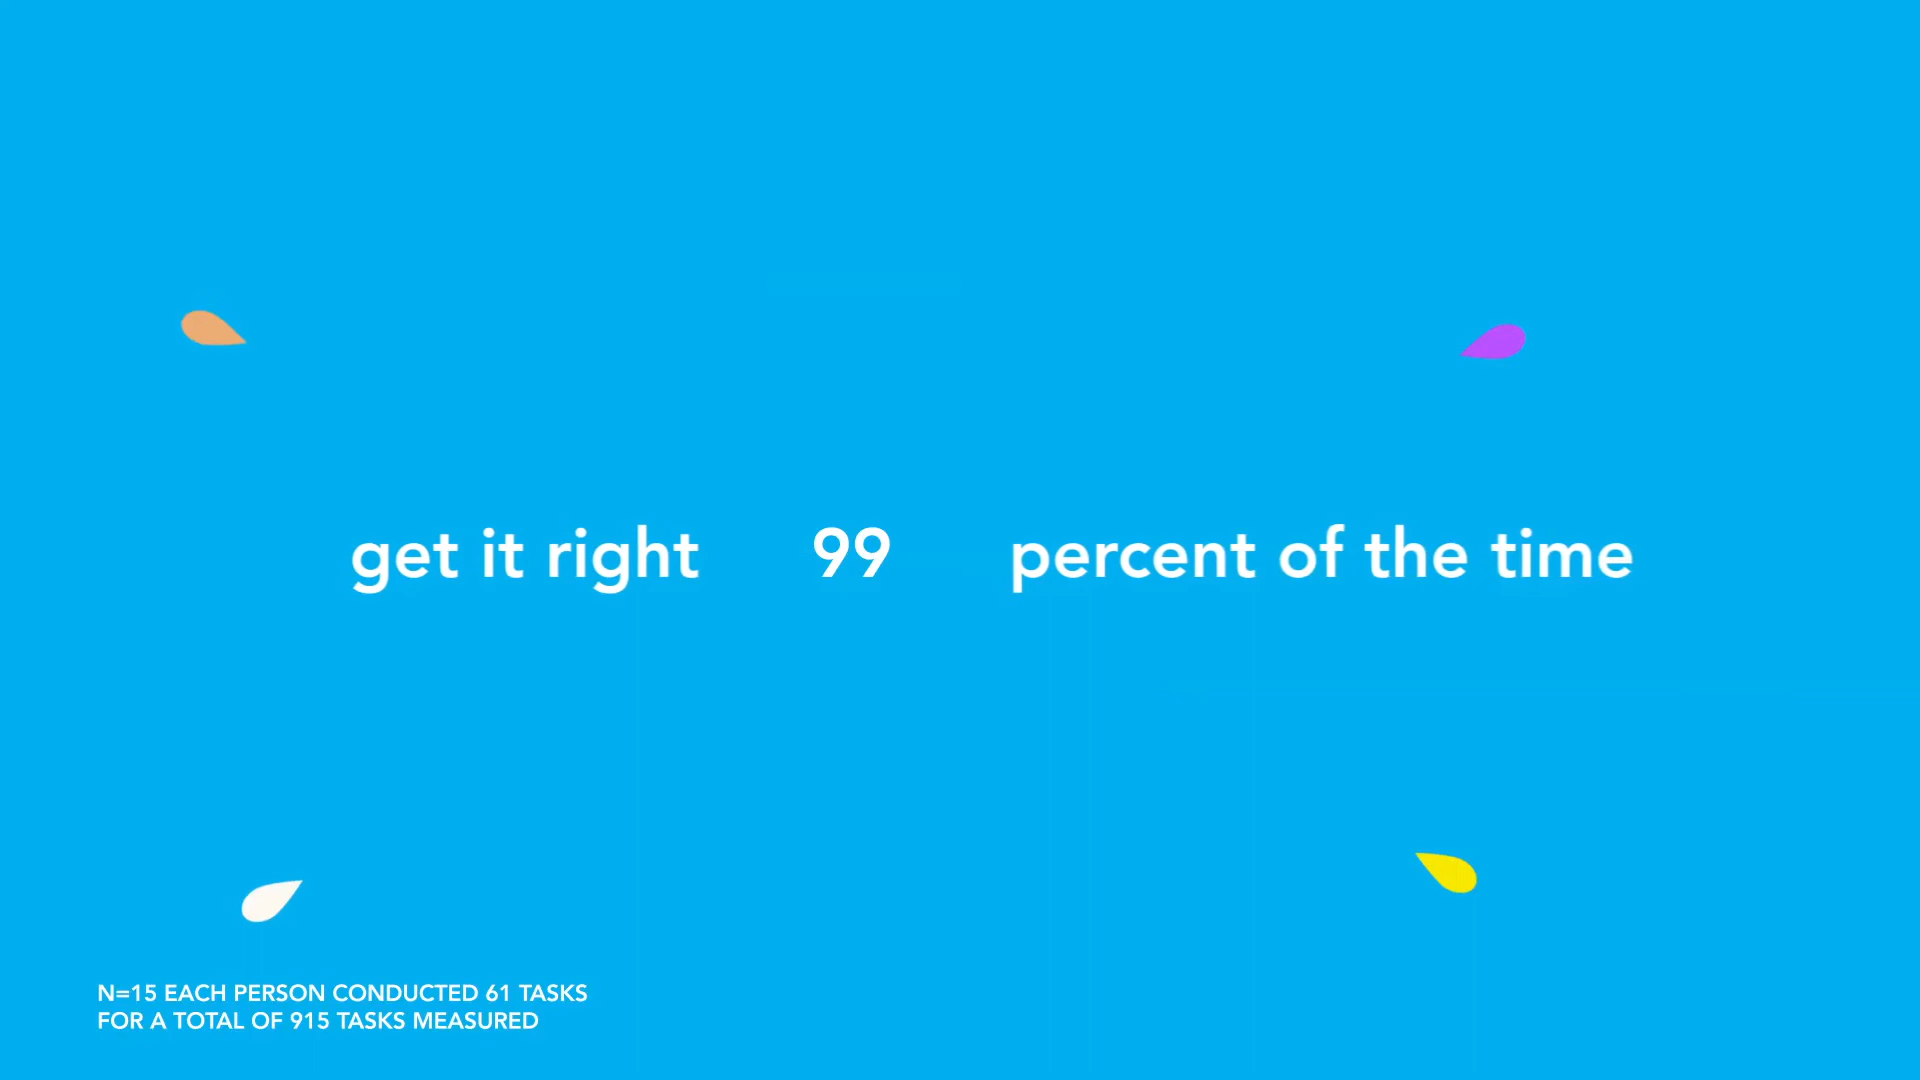 get it right 99 percent of the time
N=15 EACH PERSON CONDUCTED 61 TASKS
FOR A TOTAL OF 915 TASKS MEASURED